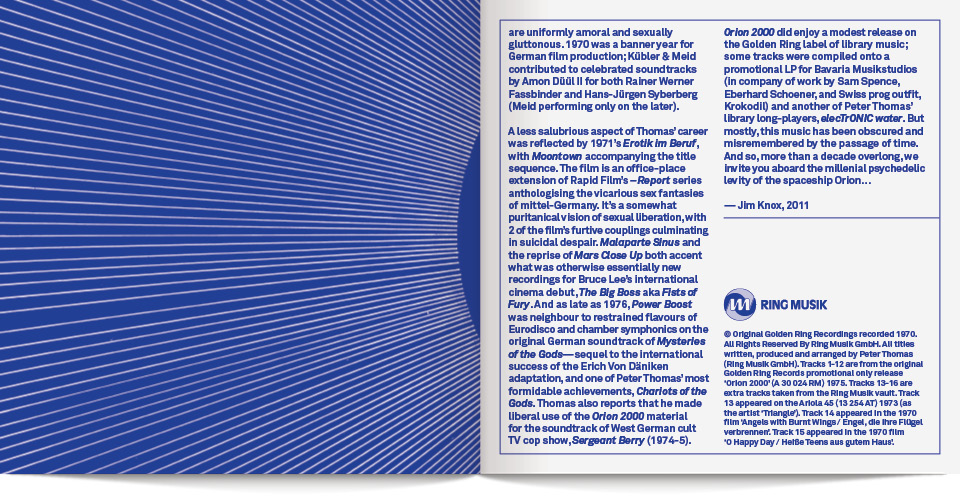 are uniformly amoral and sexually
gluttonous. 1970 was a banner year for
German film production; Kübler & Meid
contributed to celebrated soundtracks
by Amon Düül II for both Rainer Werner
Fassbinder and Hans-Jürgen Syberberg
(Meid performing only on the later).
A less salubrious aspect of Thomas' career
was reflected by 1971's Erotik im Beruf,
with Moontown accompanying the title
sequence. The film is an office-place
extension of Rapid Film's –Report series
anthologising the vicarious sex fantasies
of mittel-Germany. It's a somewhat
puritanical vision of sexual liberation, with
2 of the film's furtive couplings culminating
in suicidal despair. Malaparte Sinus and
the reprise of Mars Close Up both accent
what was otherwise essentially new
recordings for Bruce Lee's international
cinema debut, The Big Boss aka Fists of
Fury. And as late as 1976, Power Boost
was neighbour to restrained flavours of
Eurodisco and chamber symphonics on the
original German soundtrack of Mysteries
of the Gods—sequel to the international
success of the Erich Von Däniken
adaptation, and one of Peter Thomas' most
formidable achievements, Chariots of the
Gods. Thomas also reports that he made
liberal use of the Orion 2000 material
for the soundtrack of West German cult
TV cop show, Sergeant Berry (1974-5).
Orion 2000 did enjoy a modest release on
the Golden Ring label of library music;
some tracks were compiled onto a
promotional LP for Bavaria Musikstudios
(in company of work by Sam Spence,
Eberhard Schoener, and Swiss prog outfit,
Krokodil) and another of Peter Thomas'
library long-players, elecTrONIC water. But
mostly, this music has been obscured and
misremembered by the passage of time.
And so, more than a decade overlong, we
invite you aboard the millenial psychedelic
levity of the spaceship Orion...
— Jim Knox, 2011
m RING MUSIK
© Original Golden Ring Recordings recorded 1970.
All Rights Reserved By Ring Musik GmbH. All titles
written, produced and arranged by Peter Thomas
(Ring Musik GmbH). Tracks 1-12 are from the original
Golden Ring Records promotional only release
'Orion 2000' (A 30 024 RM) 1975. Tracks 13-16 are
extra tracks taken from the Ring Musik vault. Track
13 appeared on the Ariola 45 (13 254 AT) 1973 (as
the artist 'Triangle'). Track 14 appeared in the 1970
film 'Angels with Burnt Wings / Engel, die ihre Flügel
verbrennen'. Track 15 appeared in the 1970 film
'O Happy Day / Heiße Teens aus gutem Haus'.